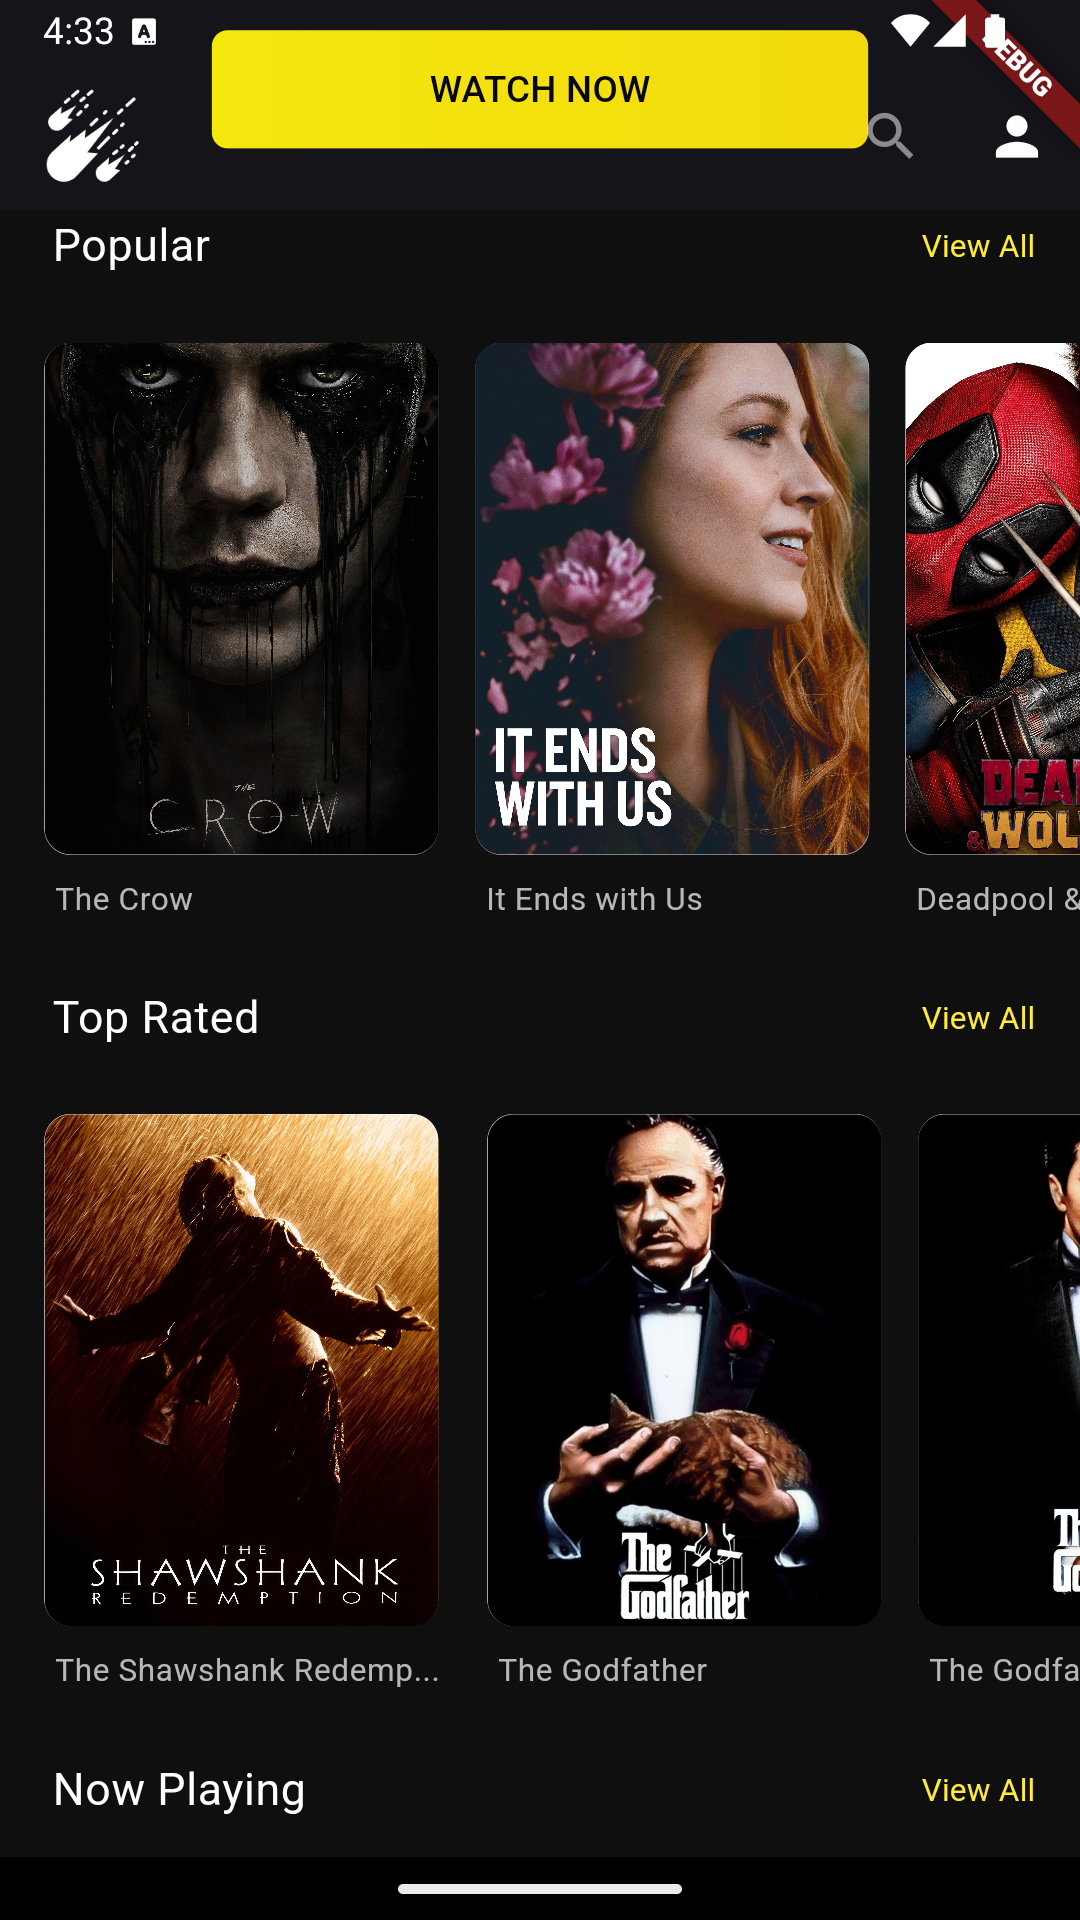 4:33
A
DEBUG
WATCH NOW
Popular
View All
THE
CROW
IT ENDS
WITH US
DEA
&WOL
The Crow
It Ends with Us
Deadpool &
Top Rated
View All
THE
SHAWSHANK
REDEMPTION
The
Godfather
Th
Go
The Shawshank Redemp...
The Godfather
The Godfa
Now Playing
View All